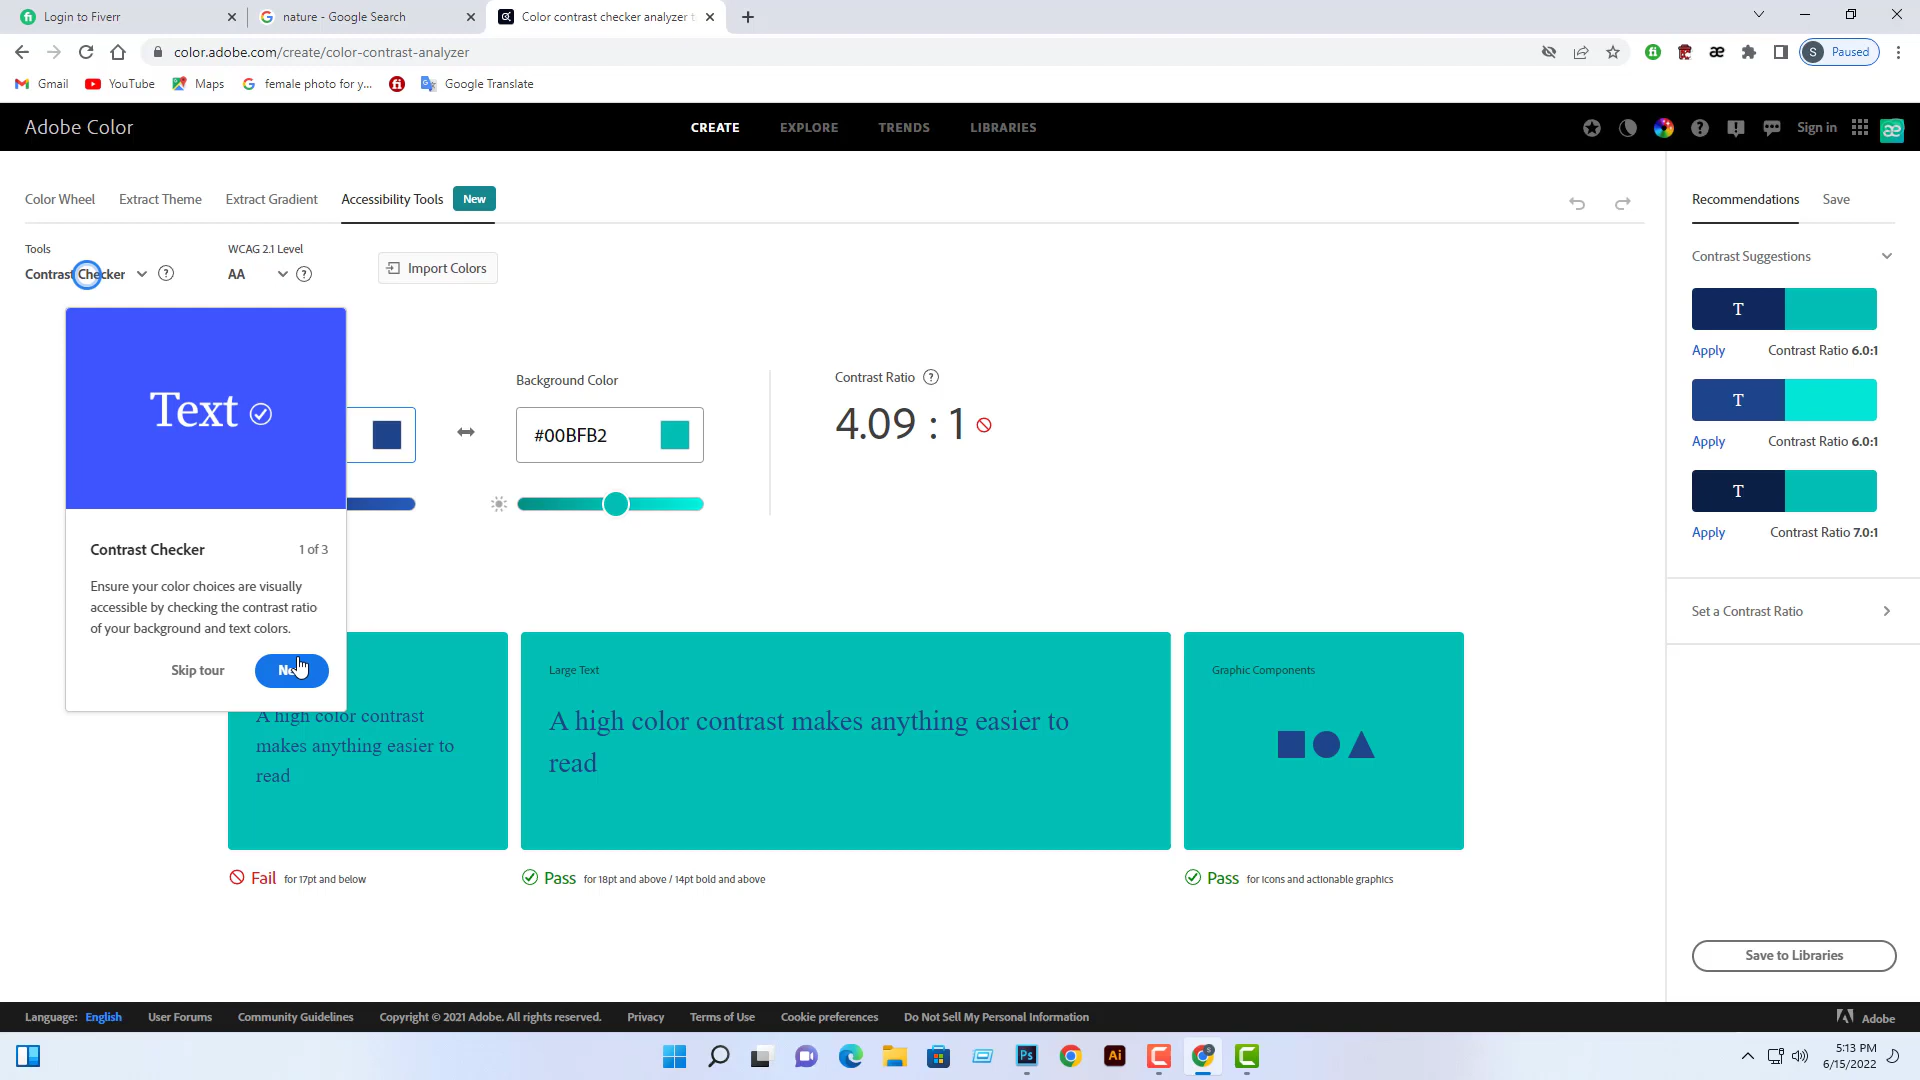 Login to Fiverr
nature - Google Search
Color contrast checker analyzer t
color.adobe.com/create/color-contrast-analyzer
S Paused
Gmail
YouTube
Maps
female photo for y...
Google Translate
Adobe Color
CREATE
EXPLORE
TRENDS
LIBRARIES
Sign in
Color Wheel
Extract Theme
Extract Gradient
Accessibility Tools
New
Recommendations
Save
Tools
WCAG 2.1 Level
Contrast Checker
AA
Import Colors
Contrast Suggestions
T
Apply
Contrast Ratio 6.0:1
T
Apply
Contrast Ratio 6.0:1
T
Apply
Contrast Ratio 7.0:1
Set a Contrast Ratio
Text
Background Color
#00BFB2
Contrast Ratio
4.09 : 1
Contrast Checker
1 of 3
Ensure your color choices are visually
accessible by checking the contrast ratio
of your background and text colors.
Skip tour
A high color contrast
makes anything easier to
read
Large Text
A high color contrast makes anything easier to
read
Graphic Components
Fail for 17pt and below
Pass for 18pt and above / 14pt bold and above
Pass for icons and actionable graphics
Save to Libraries
Language: English
User Forums
Community Guidelines
Copyright © 2021 Adobe. All rights reserved.
Privacy
Terms of Use
Cookie preferences
Do Not Sell My Personal Information
Adobe
Ps
Ai
5:13 PM
6/15/2022